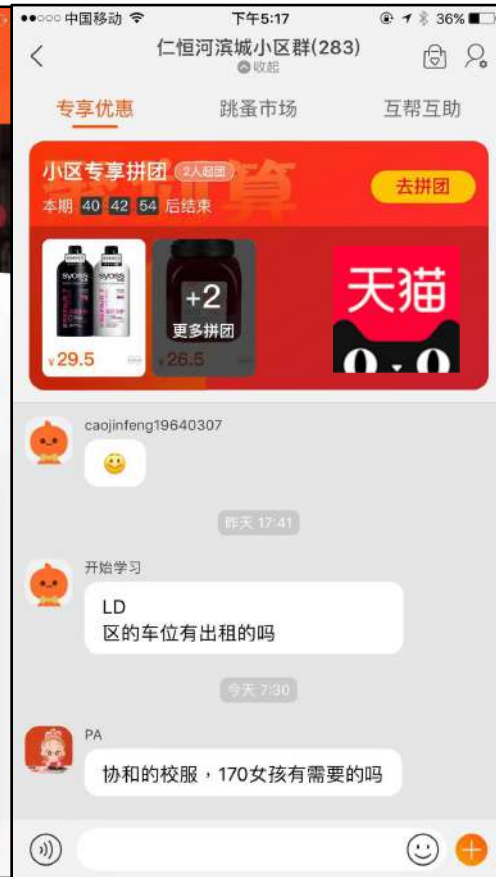 中国移动 下午5:17 36%
仁恒河滨城小区群(283)
收起
专享优惠 跳蚤市场 互帮互助
小区专享拼团 2人起团
去拼团
本期 40 42 54 后结束
syoss syoss
+2
更多拼团
天猫
¥29.5 ¥26.5
caojinfeng19640307
昨天 17:41
开始学习
LD
区的车位有出租的吗
今天 7:30
PA
协和的校服，170女孩有需要的吗